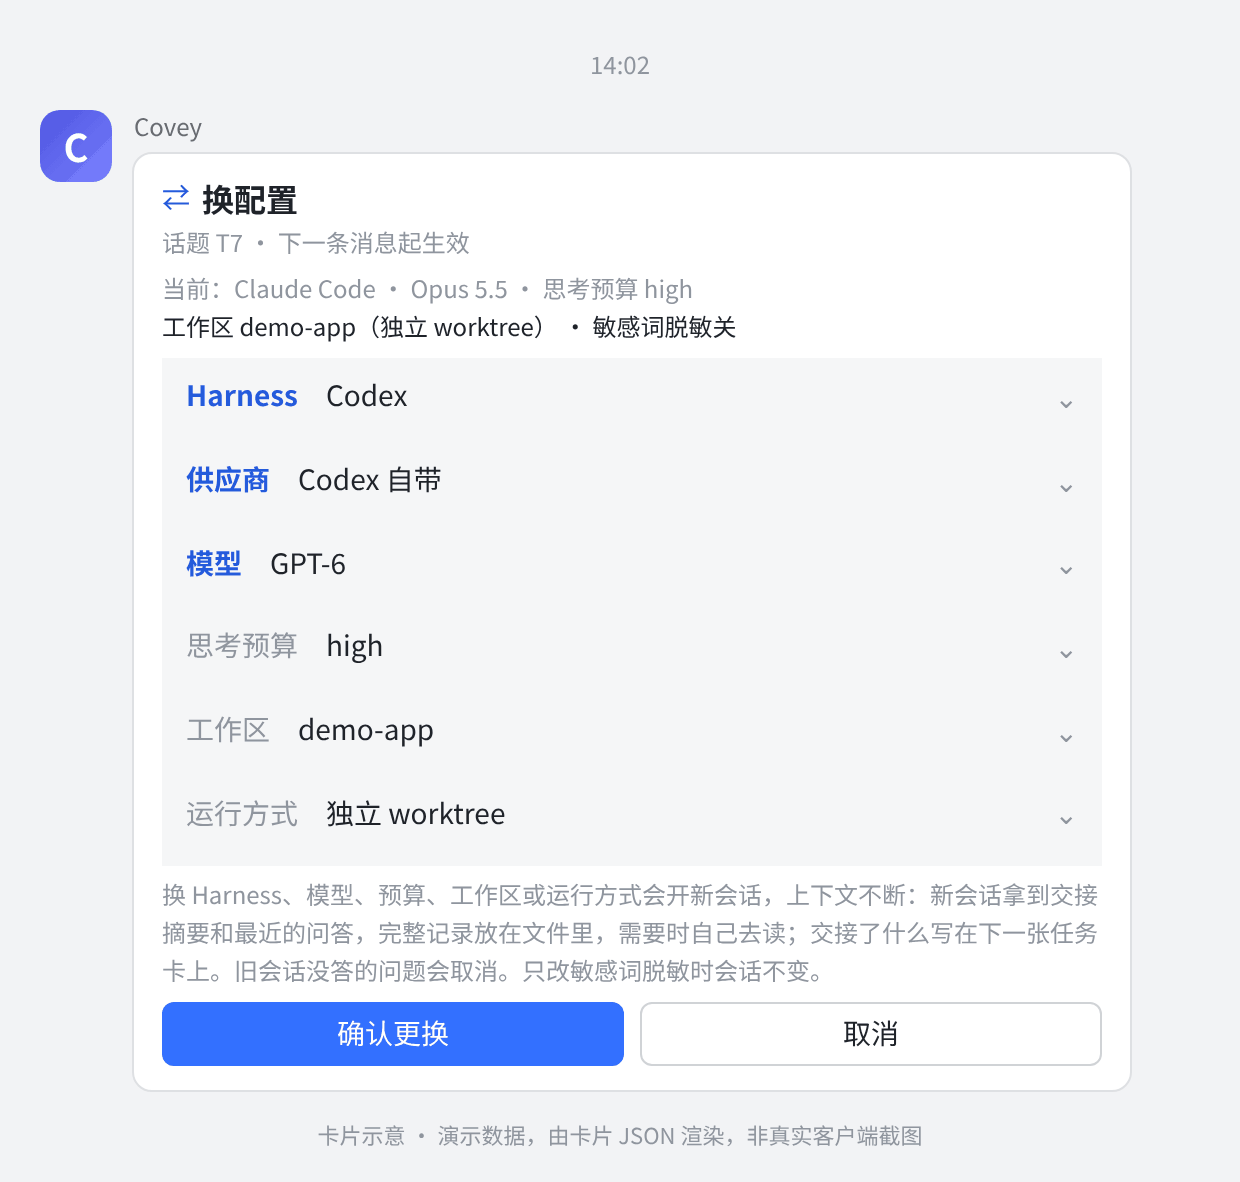 14:02
C
Covey
换配置
话题 T7 · 下一条消息起生效
当前：Claude Code · Opus 5.5 · 思考预算 high
工作区 demo-app（独立 worktree） · 敏感词脱敏关
Harness Codex
供应商 Codex 自带
模型 GPT-6
思考预算 high
工作区 demo-app
运行方式 独立 worktree
换 Harness、模型、预算、工作区或运行方式会开新会话，上下文不断：新会话拿到交接
摘要和最近的问答，完整记录放在文件里，需要时自己去读；交接了什么写在下一张任务
卡上。旧会话没答的问题会取消。只改敏感词脱敏时会话不变。
确认更换 取消
卡片示意 · 演示数据，由卡片 JSON 渲染，非真实客户端截图